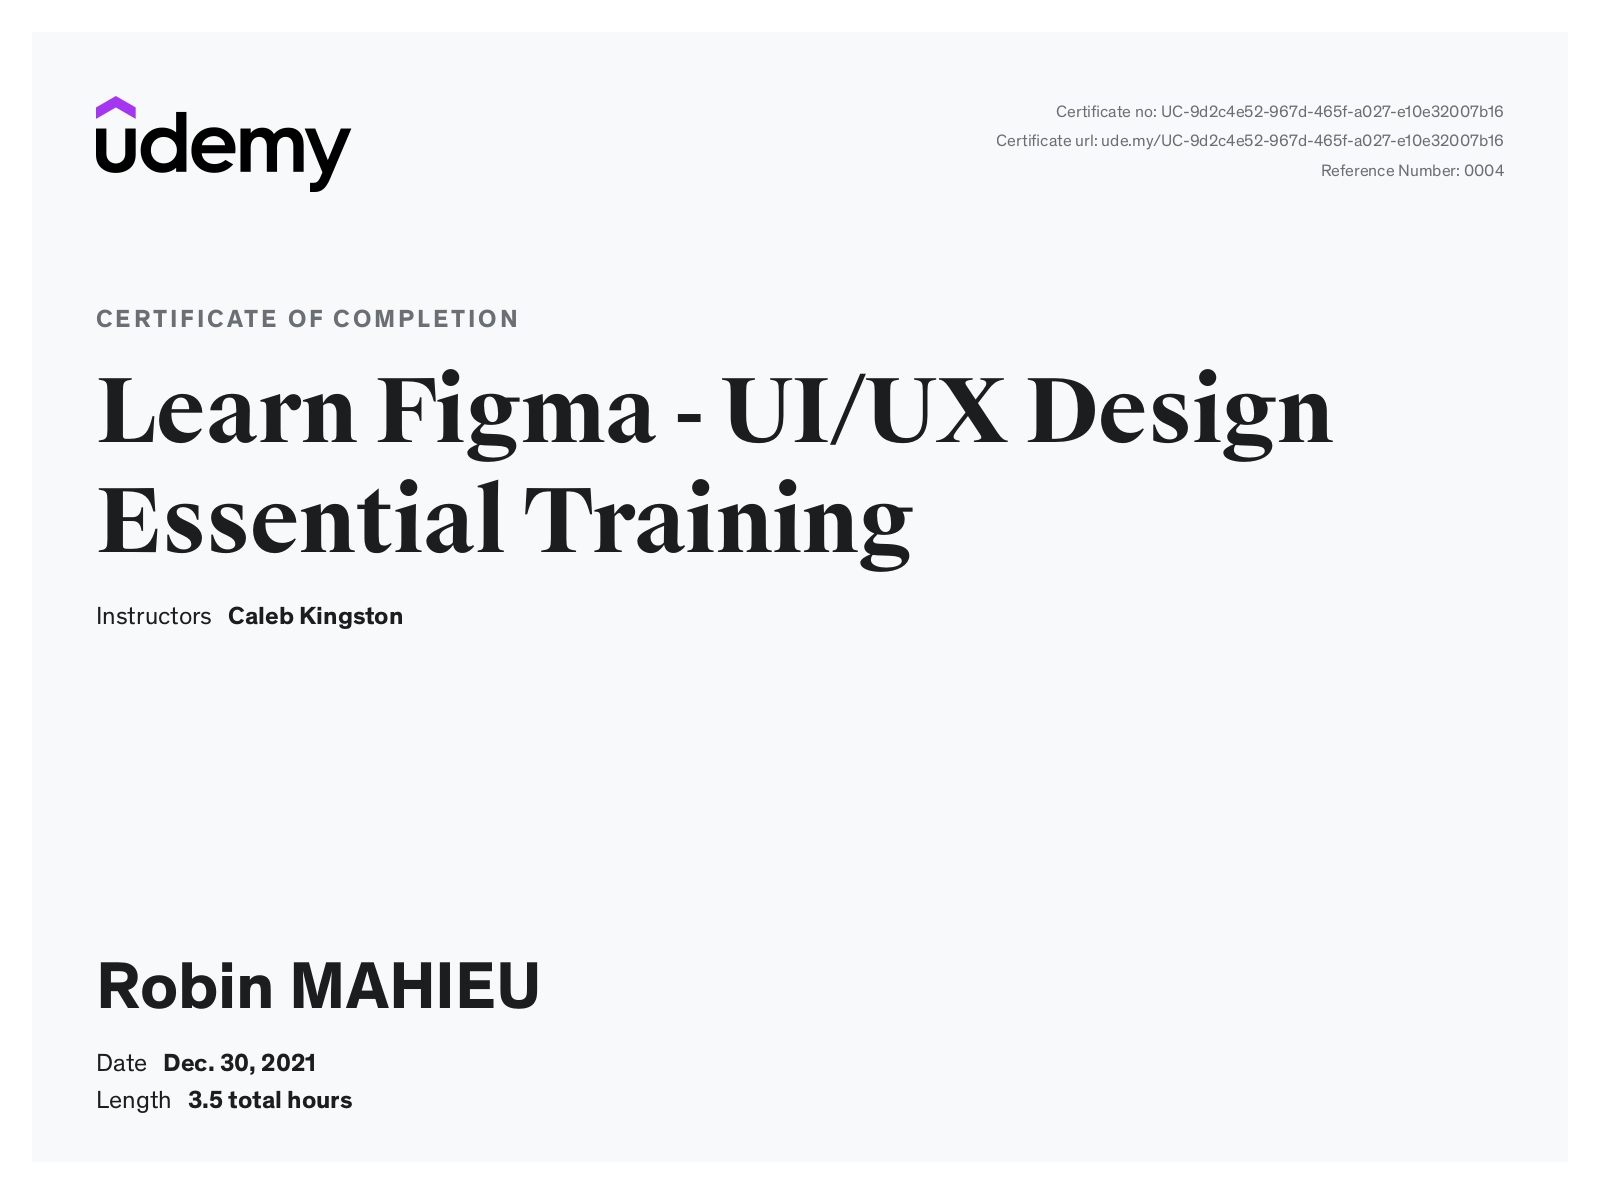 udemy
Certificate no: UC-9d2c4e52-967d-465f-a027-e10e32007b16
Certificate url: ude.my/UC-9d2c4e52-967d-465f-a027-e10e32007b16
Reference Number: 0004
CERTIFICATE OF COMPLETION
Learn Figma - UI/UX Design
Essential Training
Instructors Caleb Kingston
Robin MAHIEU
Date Dec. 30, 2021
Length 3.5 total hours